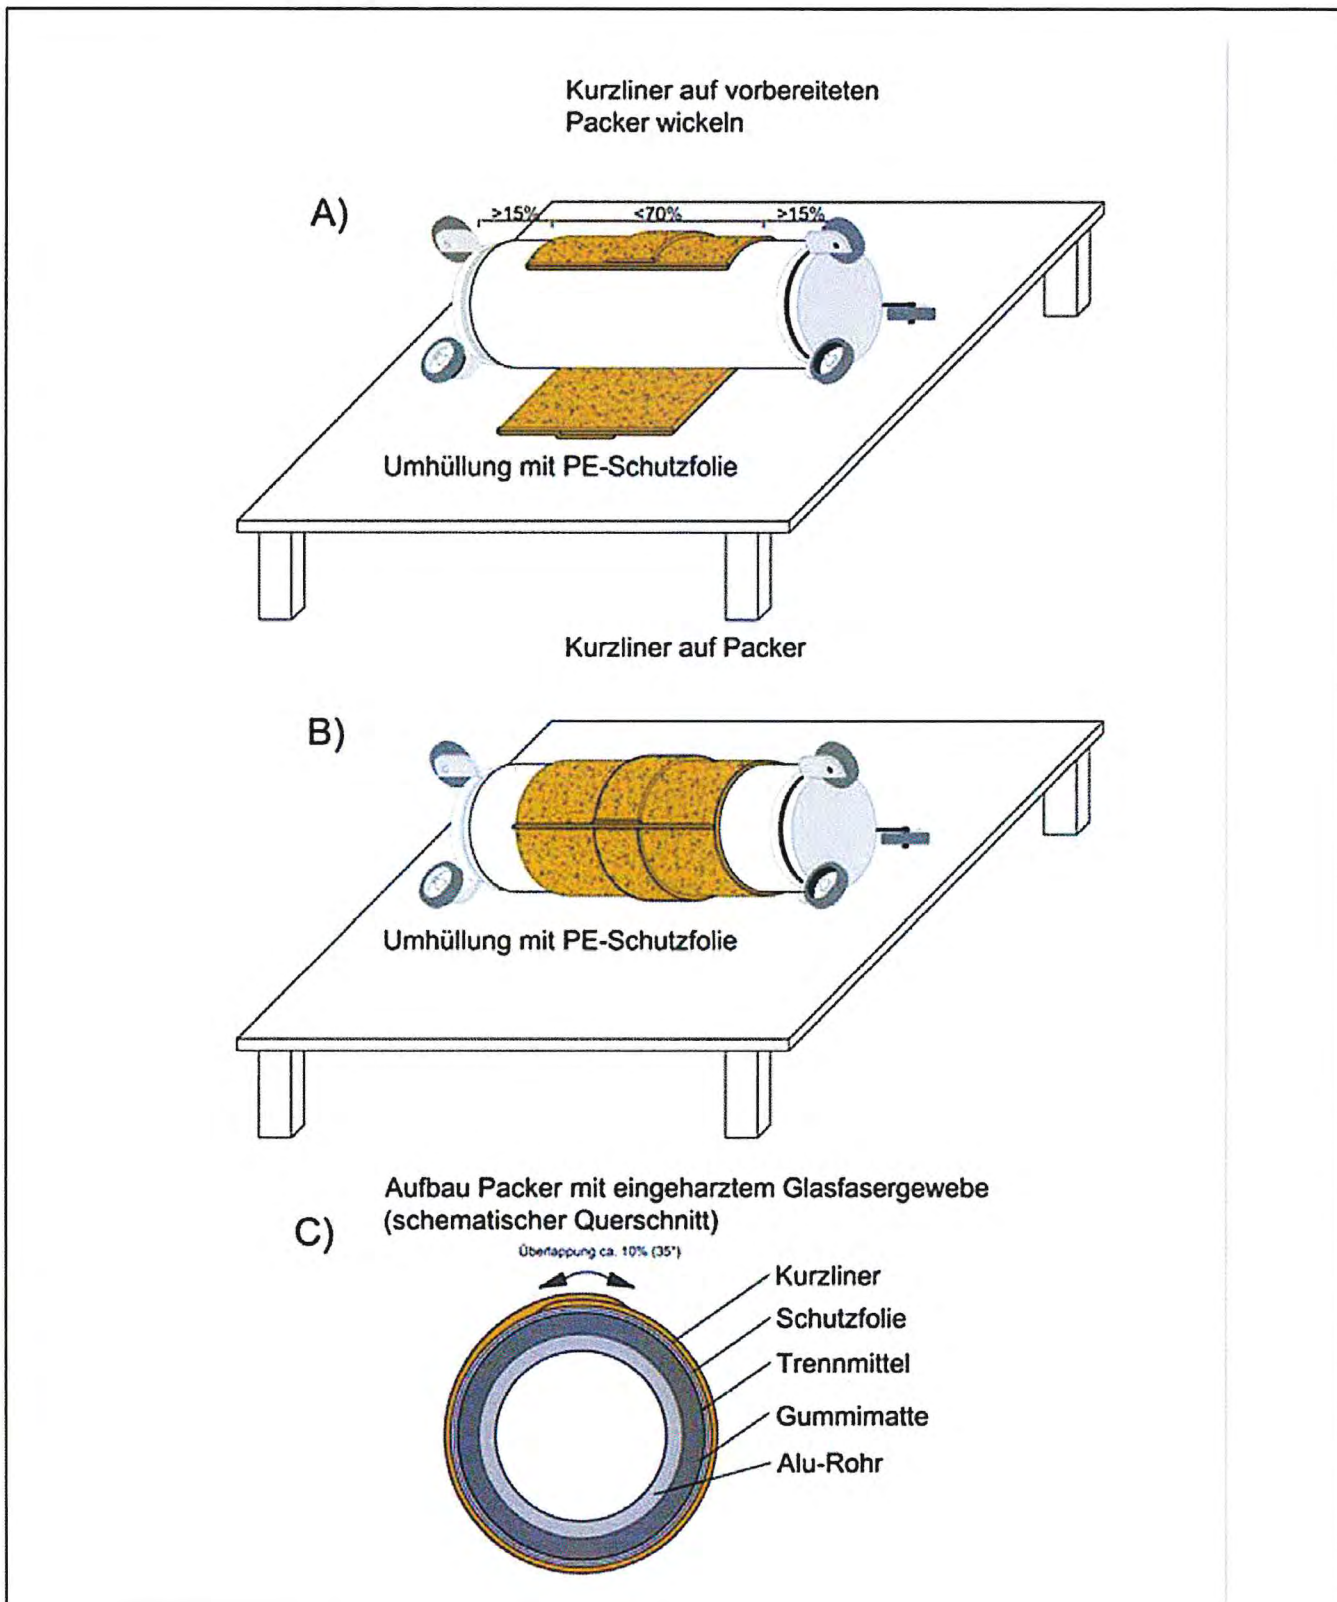 Kurzliner auf vorbereiteten
Packer wickeln
A)
>15% <70% >15%
Umhüllung mit PE-Schutzfolie
Kurzliner auf Packer
B)
Umhüllung mit PE-Schutzfolie
Aufbau Packer mit eingeharztem Glasfasergewebe
(schematischer Querschnitt)
C)
Überlappung ca. 10% (35°)
Kurzliner
Schutzfolie
Trennmittel
Gummimatte
Alu-Rohr